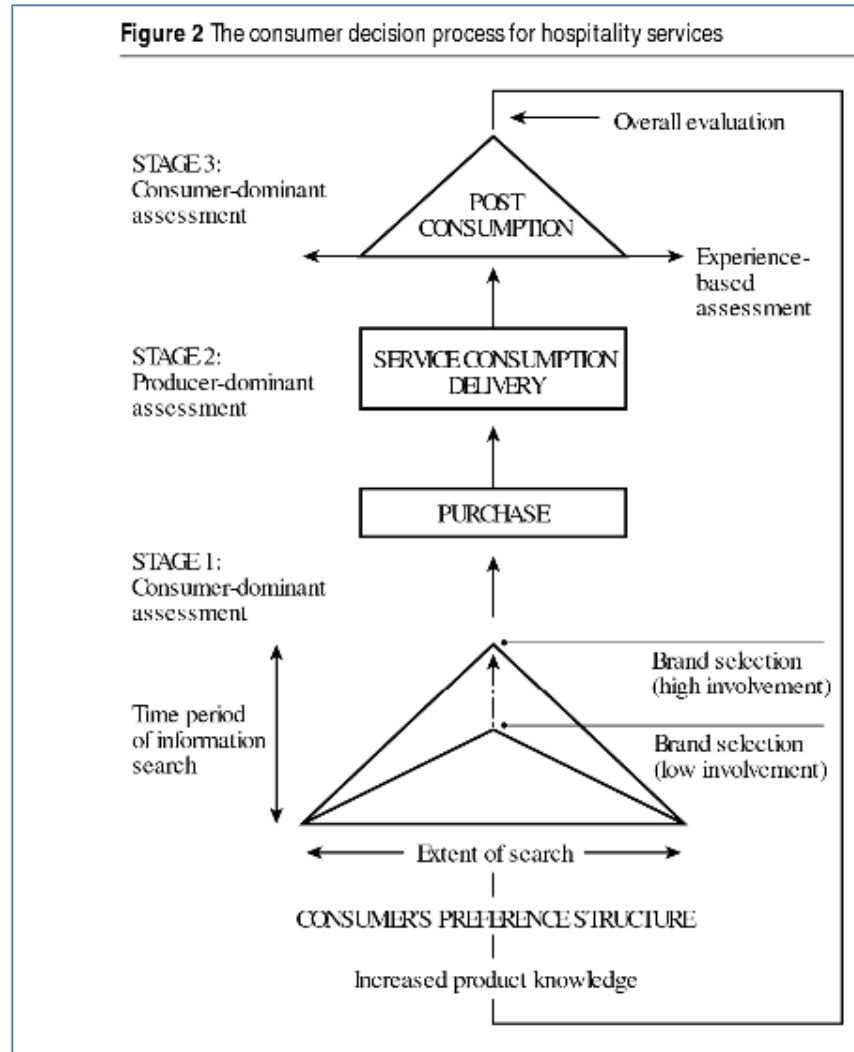 Figure 2 The consumer decision process for hospitality services
Overall evaluation
STAGE 3:
Consumer-dominant
assessment
POST
CONSUMPTION
Experience-
based
assessment
STAGE 2:
Producer-dominant
assessment
SERVICE CONSUMPTION
DELIVERY
PURCHASE
STAGE 1:
Consumer-dominant
assessment
Brand selection
(high involvement)
Time period
of information
search
Brand selection
(low involvement)
Extent of search
CONSUMER'S PREFERENCE STRUCTURE
Increased product knowledge